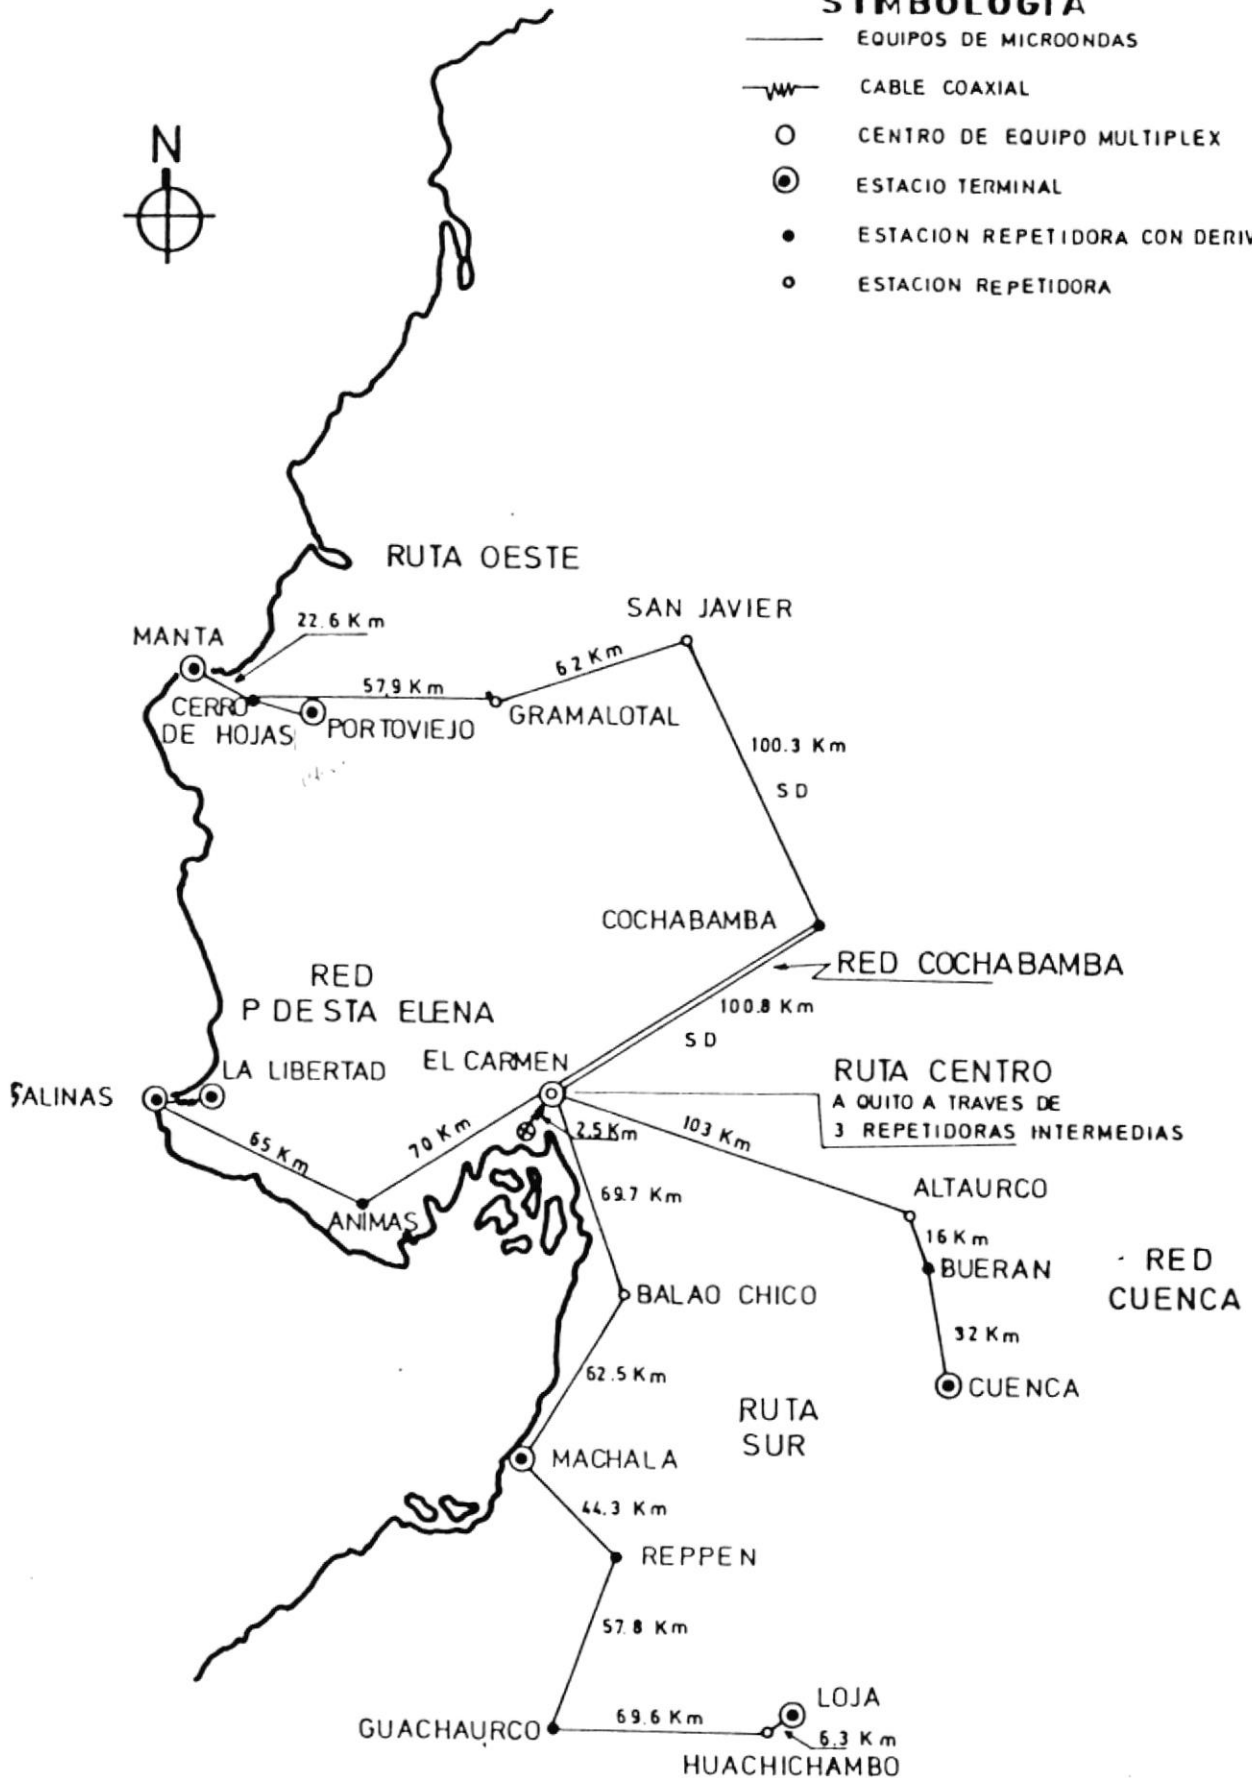 SIMBOLOGIA
EQUIPOS DE MICROONDAS
CABLE COAXIAL
CENTRO DE EQUIPO MULTIPLEX
ESTACIO TERMINAL
ESTACION REPETIDORA CON DERIV
ESTACION REPETIDORA
N
RUTA OESTE
SAN JAVIER
22.6 Km
MANTA
62 Km
57.9 Km
CERRO
DE HOJAS
PORTOVIEJO
GRAMALOTAL
100.3 Km
SD
COCHABAMBA
RED COCHABAMBA
RED
P DE STA ELENA
100.8 Km
SD
EL CARMEN
LA LIBERTAD
SALINAS
RUTA CENTRO
A QUITO A TRAVES DE
3 REPETIDORAS INTERMEDIAS
2.5 Km
103 Km
70 Km
65 Km
ANIMAS
69.7 Km
ALTAURCO
16 Km
BUERAN
RED
CUENCA
BALAO CHICO
32 Km
CUENCA
62.5 Km
RUTA
SUR
MACHALA
44.3 Km
REPPEN
57.8 Km
LOJA
GUACHAURCO
69.6 Km
6.3 Km
HUACHICHAMBO